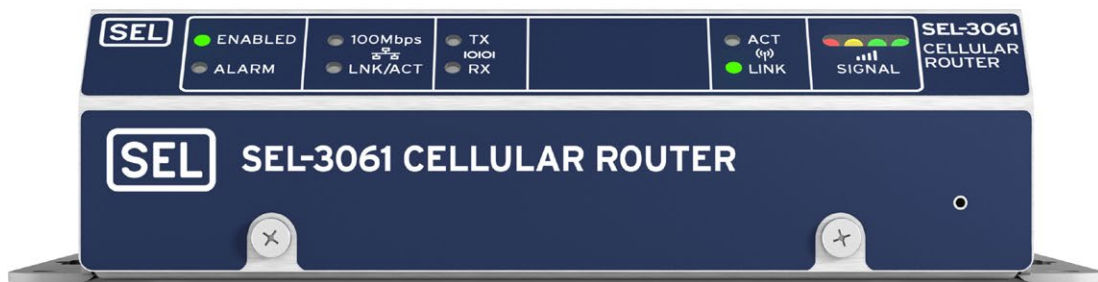 SEL
ENABLED
ALARM
100Mbps
LNK/ACT
TX
IOIOI
RX
ACT
LINK
SIGNAL
SEL-3061
CELLULAR
ROUTER
SEL SEL-3061 CELLULAR ROUTER